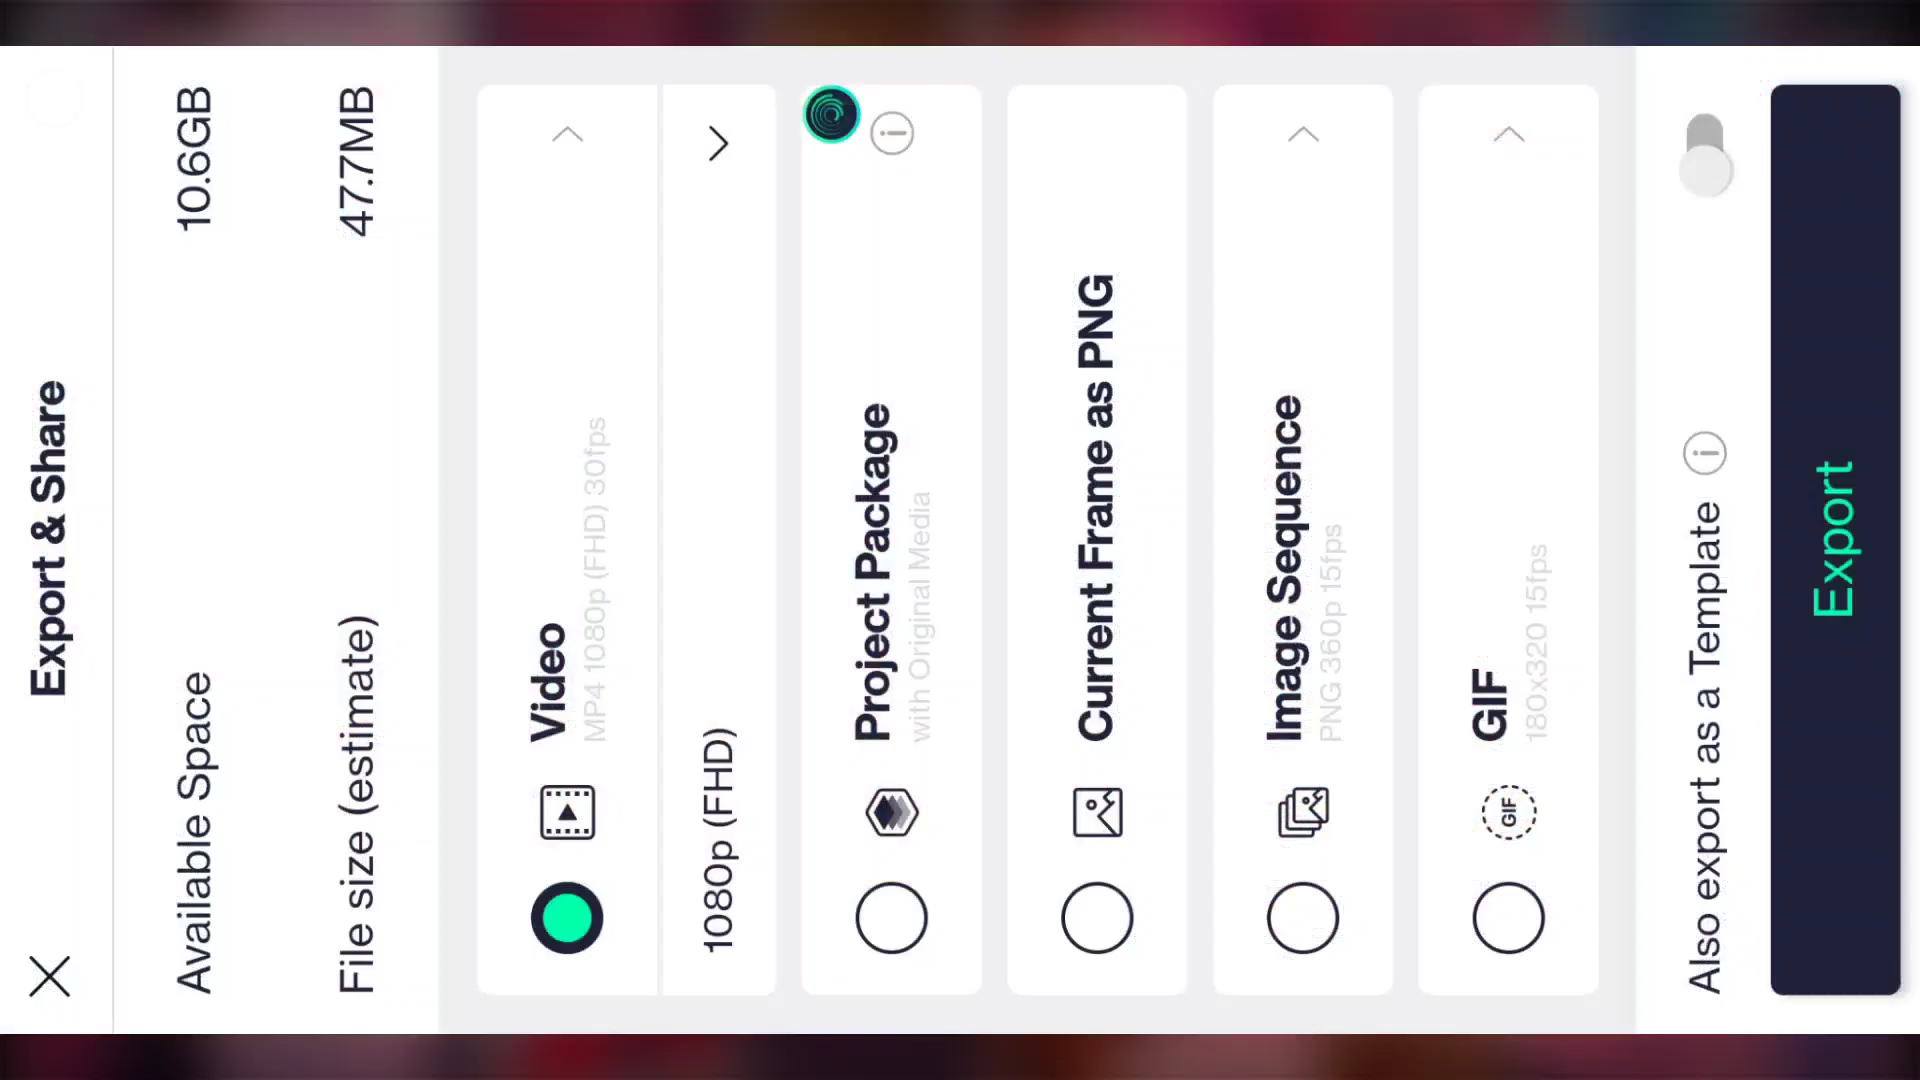 Export & Share
Available Space 10.6GB
File size (estimate) 47.7MB
Video
MP4 1080p (FHD) 30fps
1080p (FHD)
Project Package
with Original Media
Current Frame as PNG
Image Sequence
PNG 360p 15fps
GIF
GIF
180x320 15fps
Also export as a Template
Export